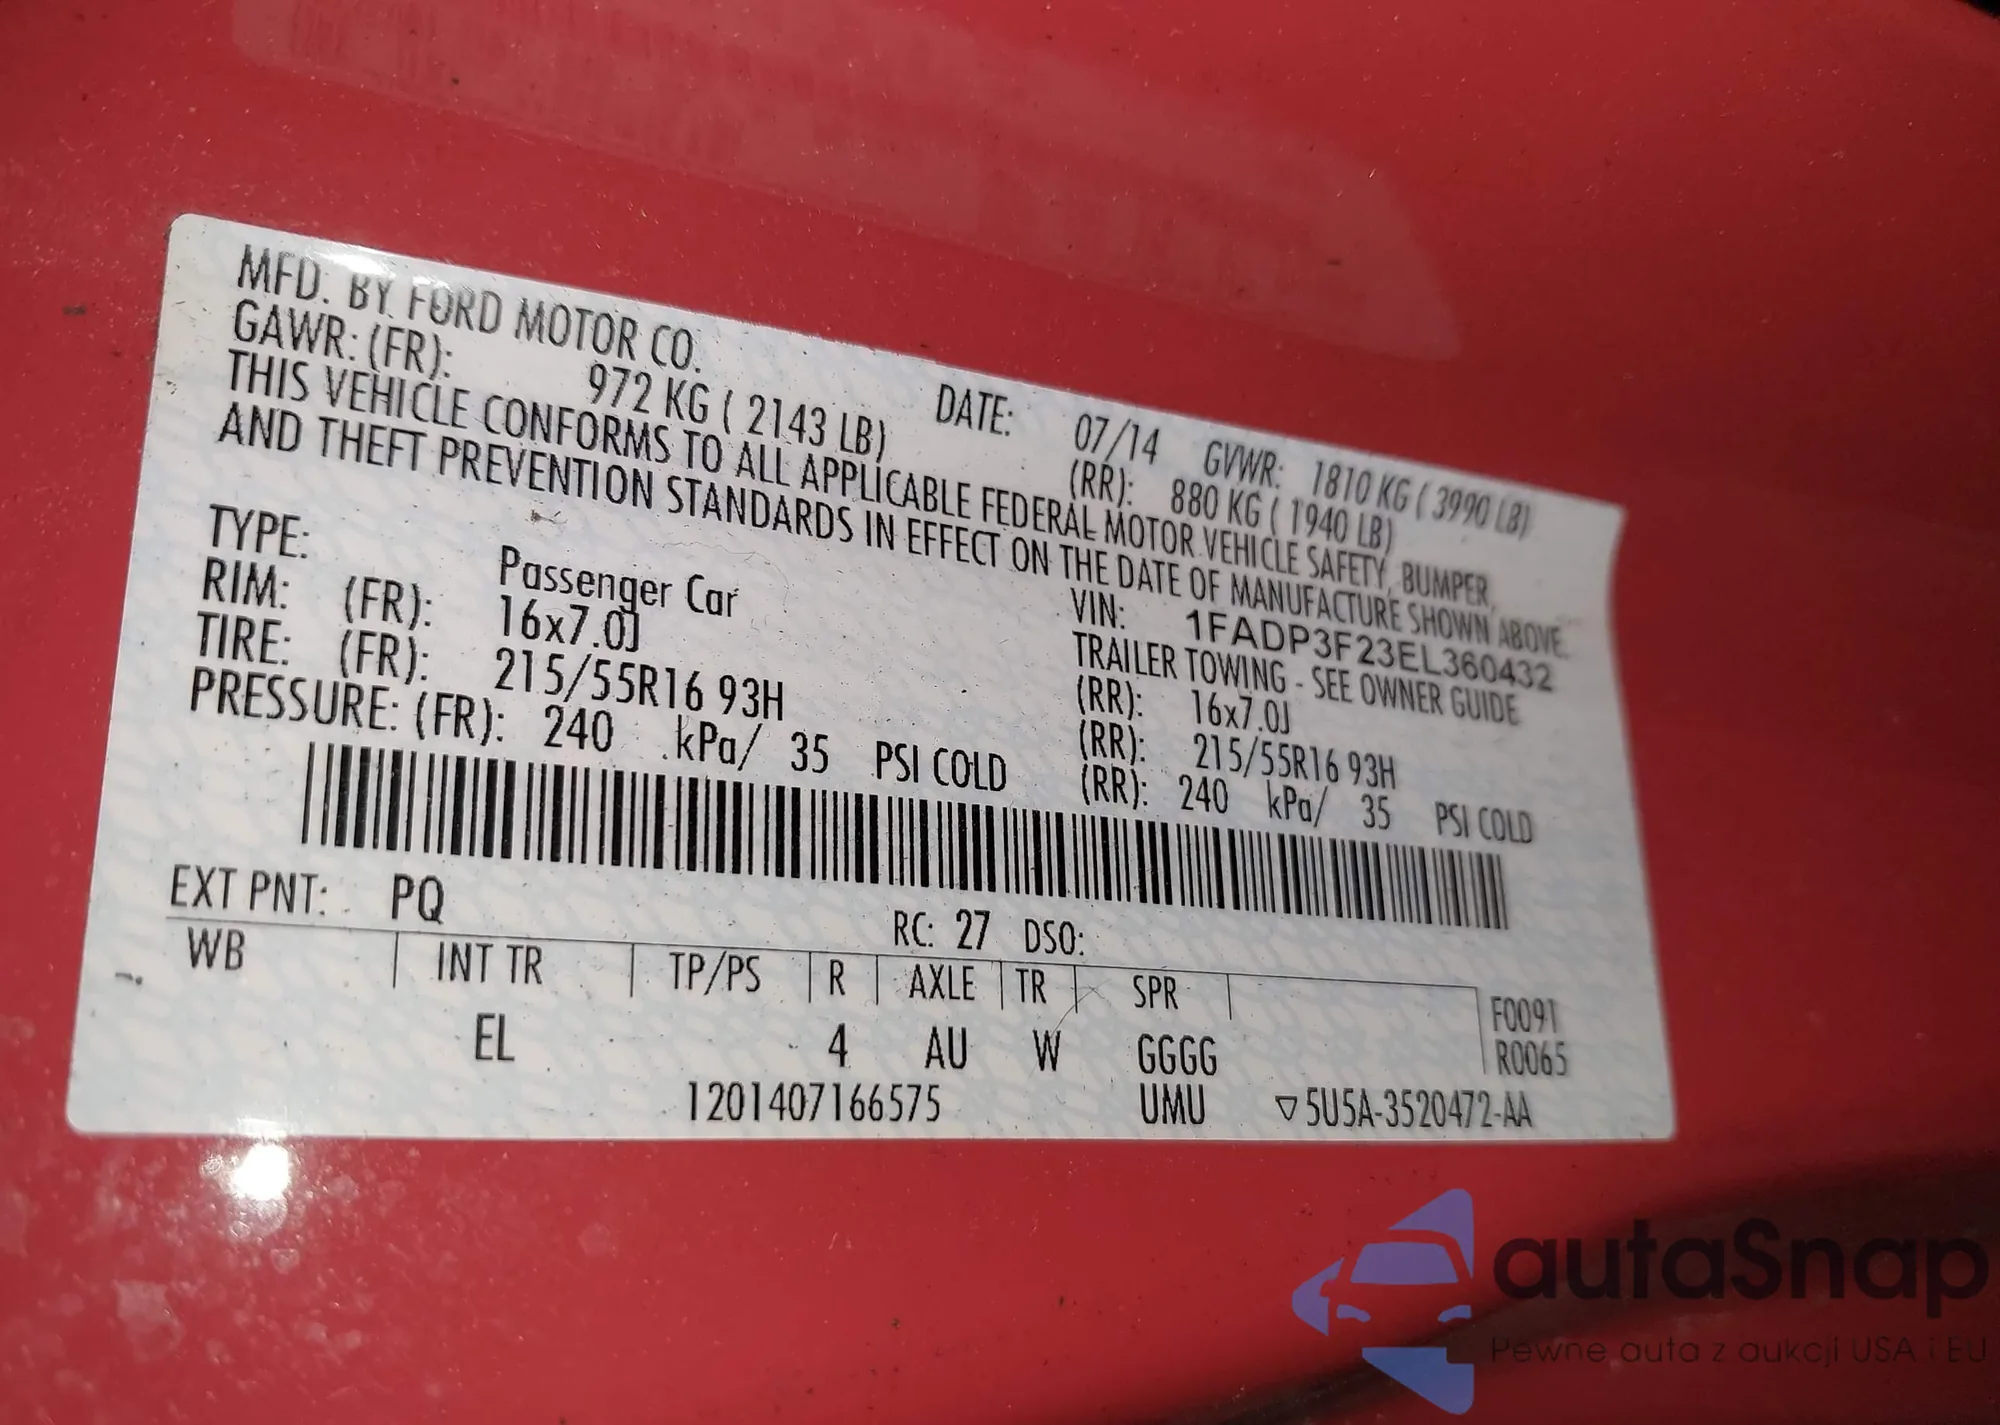 MFD. BY FORD MOTOR CO.
DATE: 07/14 GVWR: 1810 KG ( 3990 LB)
GAWR: (FR): 972 KG ( 2143 LB) (RR): 880 KG ( 1940 LB)
THIS VEHICLE CONFORMS TO ALL APPLICABLE FEDERAL MOTOR VEHICLE SAFETY, BUMPER,
AND THEFT PREVENTION STANDARDS IN EFFECT ON THE DATE OF MANUFACTURE SHOWN ABOVE.
VIN: 1FADP3F23EL360432
TYPE: Passenger Car TRAILER TOWING - SEE OWNER GUIDE
RIM: (FR): 16x7.0J (RR): 16x7.0J
TIRE: (FR): 215/55R16 93H (RR): 215/55R16 93H
PRESSURE: (FR): 240 kPa/ 35 PSI COLD (RR): 240 kPa/ 35 PSI COLD
EXT PNT: PQ RC: 27 DSO:
WB INT TR TP/PS R AXLE TR SPR F0091
EL 4 AU W GGGG R0065
1201407166575 UMU ▽5U5A-3520472-AA
autaSnap
Pewne auta z aukcji USA i EU